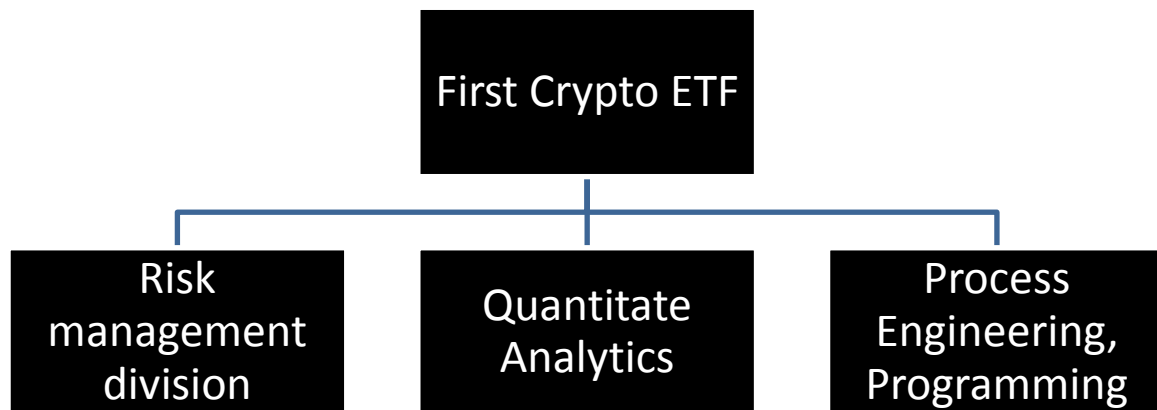 First Crypto ETF
Risk
management
division
Quantitate
Analytics
Process
Engineering,
Programming